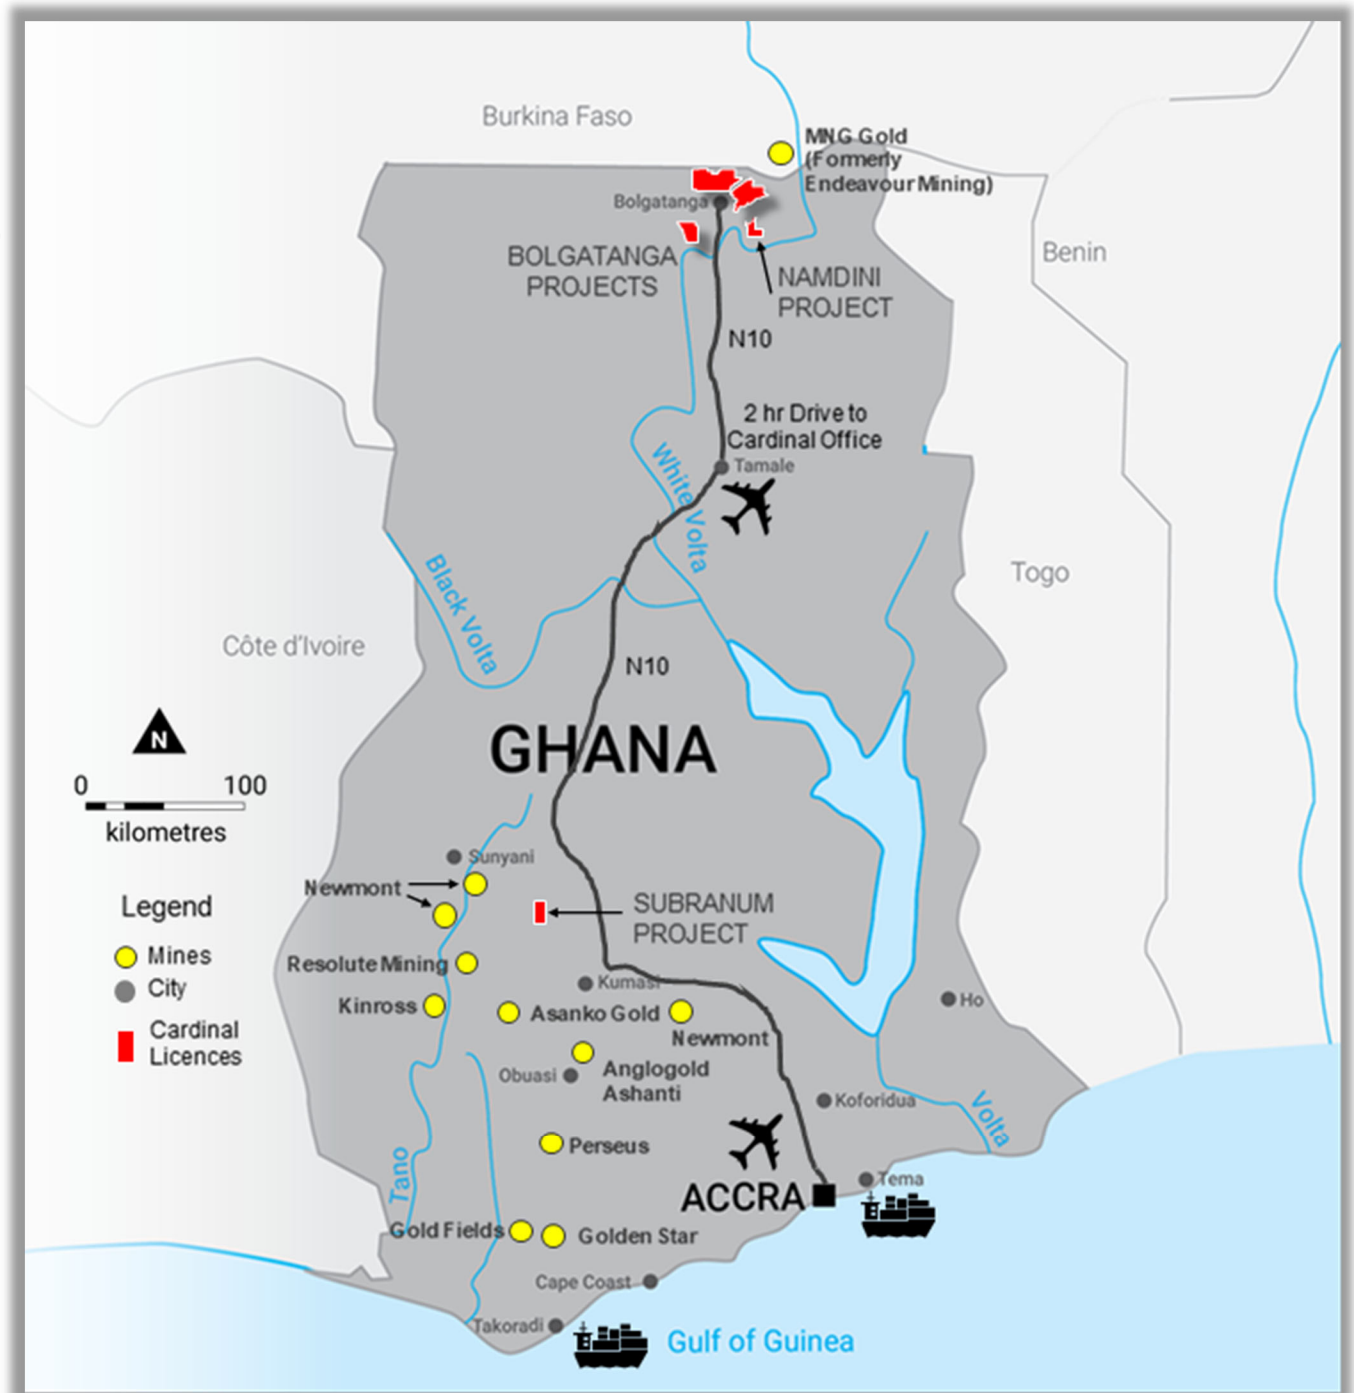 Burkina Faso
MNG Gold
(Formerly
Endeavour Mining)
Bolgatanga
BOLGATANGA
PROJECTS
NAMDINI
PROJECT
Benin
N10
2 hr Drive to
Cardinal Office
Tamale
White Volta
Black Volta
Togo
Côte d'Ivoire
N10
GHANA
N
0 100
kilometres
Sunyani
Newmont
SUBRANUM
PROJECT
Legend
Mines
City
Cardinal
Licences
Resolute Mining
Kumasi
Kinross
Ho
Asanko Gold
Newmont
Obuasi
Anglogold
Ashanti
Koforidua
Volta
Perseus
Tano
Tema
ACCRA
Gold Fields
Golden Star
Cape Coast
Takoradi
Gulf of Guinea